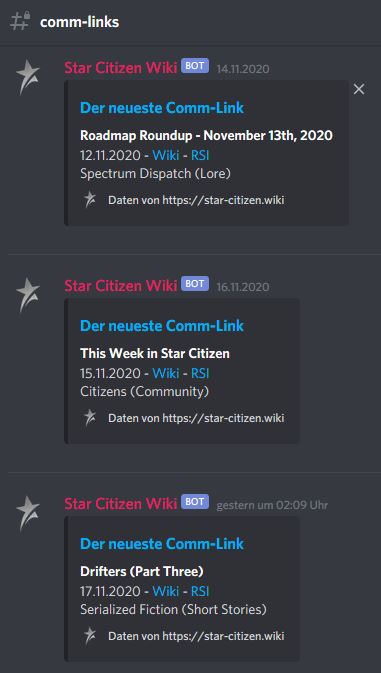 comm-links
Star Citizen Wiki BOT 14.11.2020
Der neueste Comm-Link
Roadmap Roundup - November 13th, 2020
12.11.2020 - Wiki - RSI
Spectrum Dispatch (Lore)
Daten von https://star-citizen.wiki
Star Citizen Wiki BOT 16.11.2020
Der neueste Comm-Link
This Week in Star Citizen
15.11.2020 - Wiki - RSI
Citizens (Community)
Daten von https://star-citizen.wiki
Star Citizen Wiki BOT gestern um 02:09 Uhr
Der neueste Comm-Link
Drifters (Part Three)
17.11.2020 - Wiki - RSI
Serialized Fiction (Short Stories)
Daten von https://star-citizen.wiki